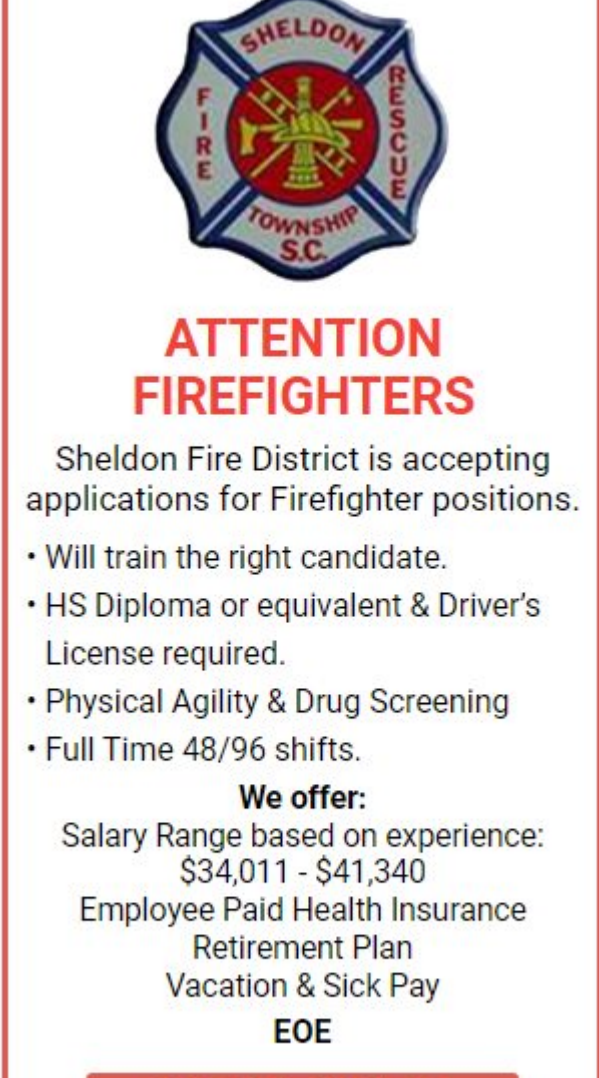 SHELDON
FIRE
RESCUE
TOWNSHIP
S.C.
ATTENTION
FIREFIGHTERS
Sheldon Fire District is accepting
applications for Firefighter positions.
• Will train the right candidate.
• HS Diploma or equivalent & Driver’s
License required.
• Physical Agility & Drug Screening
• Full Time 48/96 shifts.
We offer:
Salary Range based on experience:
$34,011 - $41,340
Employee Paid Health Insurance
Retirement Plan
Vacation & Sick Pay
EOE